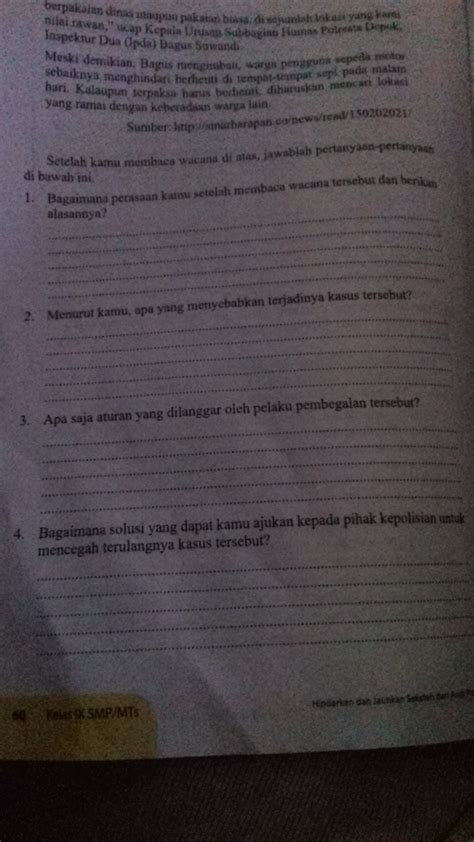 berpakaian dinas maupun pakaian biasa, di sejumlah lokasi yang kami
nilai rawan," ucap Kepala Urusan Subbagian Humas Polresta Depok,
Inspektur Dua (Ipda) Bagus Suwandi.
Meski demikian, Bagus mengimbau, warga pengguna sepeda motor
sebaiknya menghindari berhenti di tempat-tempat sepi pada malam
hari. Kalaupun terpaksa harus berhenti, diharuskan mencari lokasi
yang ramai dengan keberadaan warga lain.
Sumber: http://sinarharapan.co/news/read/150202021/
Setelah kamu membaca wacana di atas, jawablah pertanyaan-pertanyaan
di bawah ini.
1. Bagaimana perasaan kamu setelah membaca wacana tersebut dan berikan
alasannya?
2. Menurut kamu, apa yang menyebabkan terjadinya kasus tersebut?
3. Apa saja aturan yang dilanggar oleh pelaku pembegalan tersebut?
4. Bagaimana solusi yang dapat kamu ajukan kepada pihak kepolisian untuk
mencegah terulangnya kasus tersebut?
60 Kelas IX SMP/MTs
Hindarkan dan Jauhkan Sekolah dari